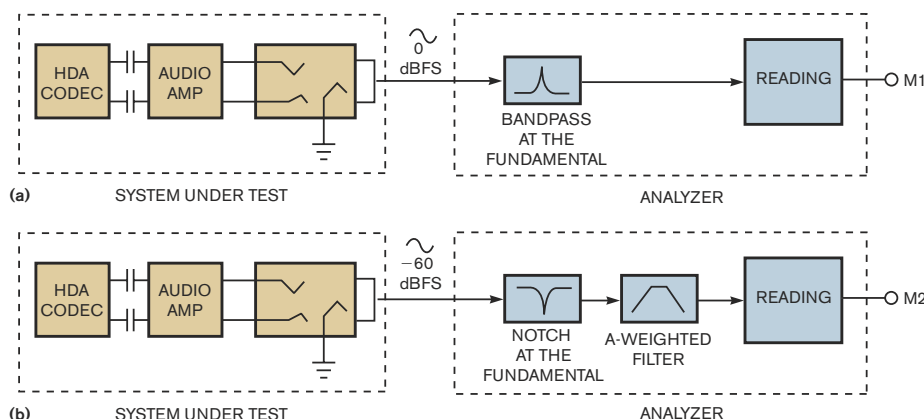 HDA
CODEC
AUDIO
AMP
0
dBFS
BANDPASS
AT THE
FUNDAMENTAL
READING
M1
(a)
SYSTEM UNDER TEST
ANALYZER
HDA
CODEC
AUDIO
AMP
−60
dBFS
NOTCH
AT THE
FUNDAMENTAL
A-WEIGHTED
FILTER
READING
M2
(b)
SYSTEM UNDER TEST
ANALYZER